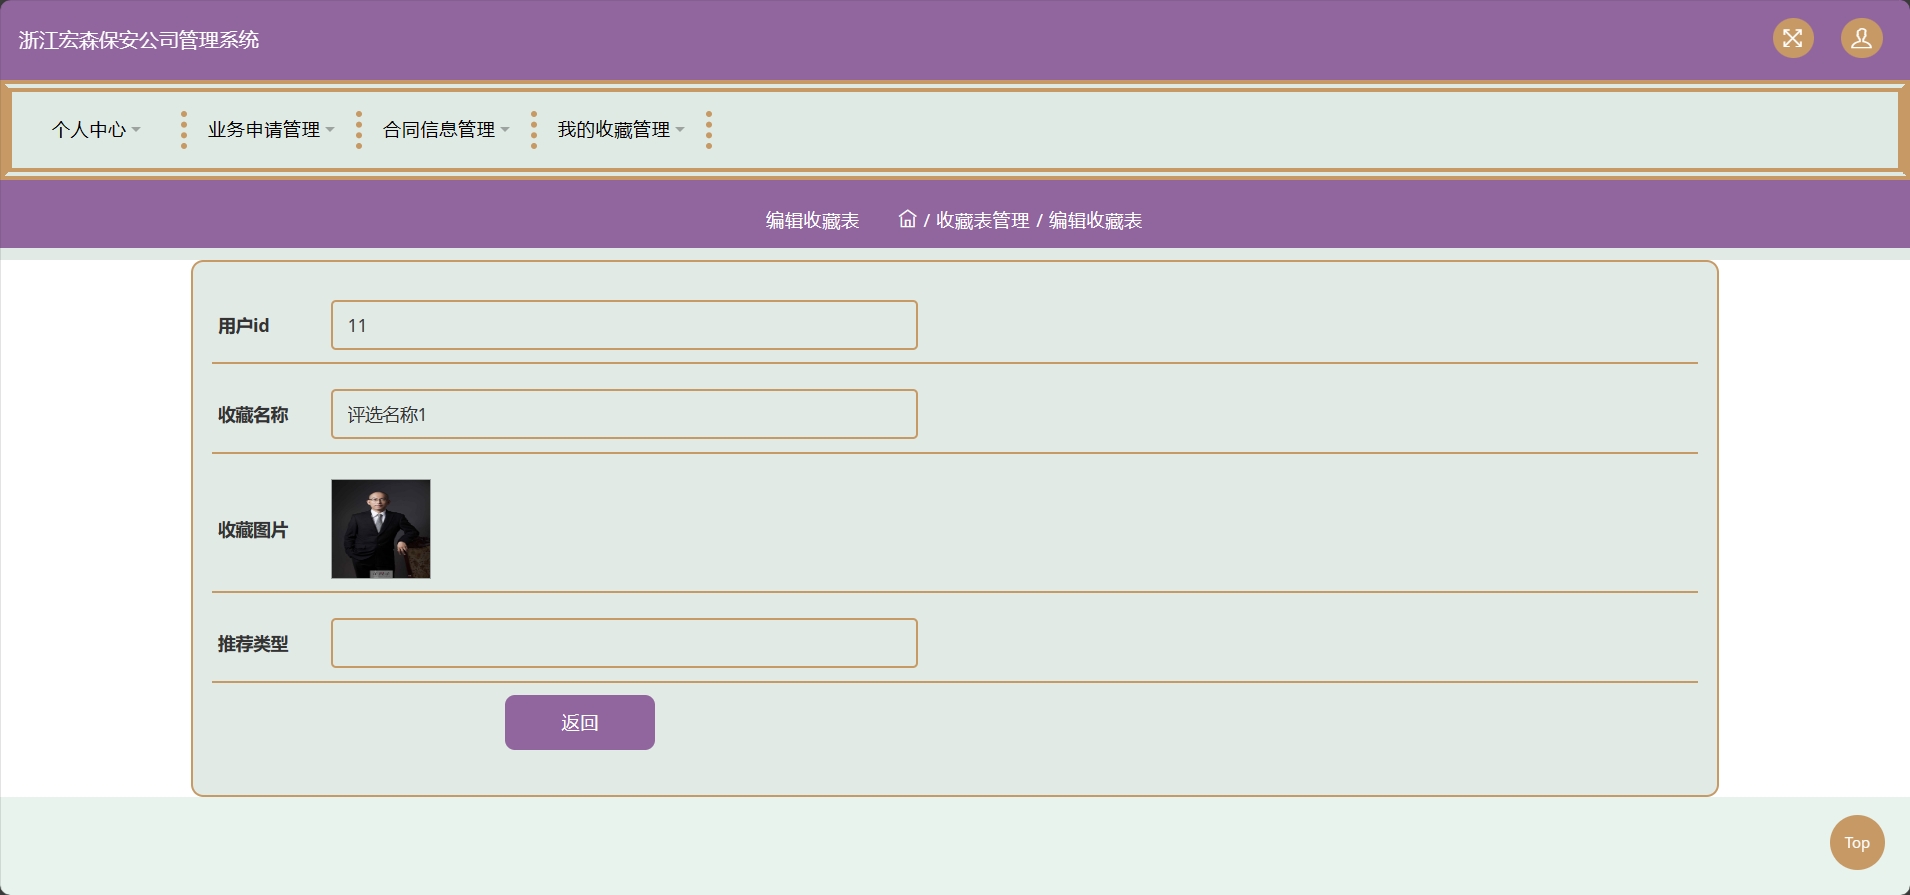 浙江宏森保安公司管理系统
个人中心 业务申请管理 合同信息管理 我的收藏管理
编辑收藏表 / 收藏表管理 / 编辑收藏表
用户id 11
收藏名称 评选名称1
收藏图片
推荐类型
返回
Top